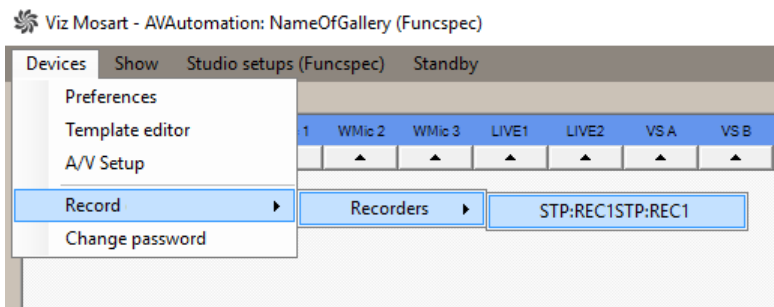 Viz Mosart - AVAutomation: NameOfGallery (Funcspec)
Devices Show Studio setups (Funcspec) Standby
Preferences
Template editor
1 WMic 2 WMic 3 LIVE1 LIVE2 VS A VS B
A/V Setup
Record Recorders STP:REC1STP:REC1
Change password